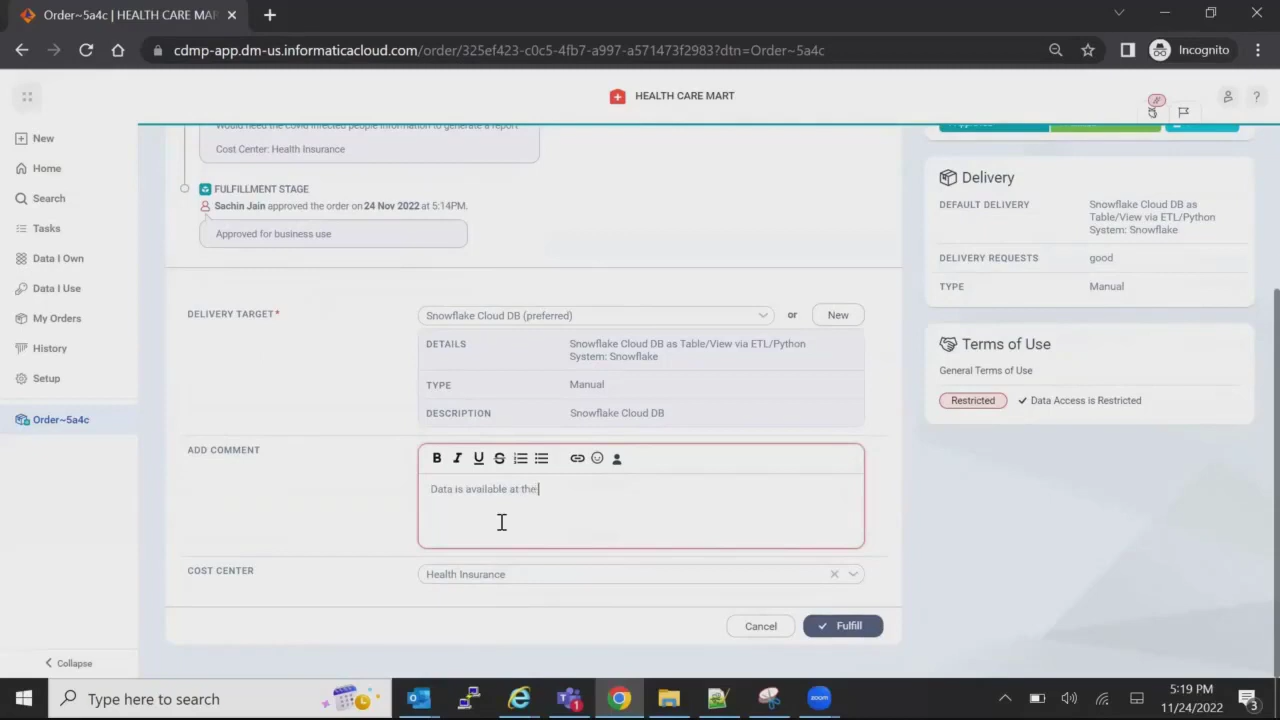 Order~5a4c | HEALTH CARE MAR
cdmp-app.dm-us.informaticacloud.com/order/325ef423-c0c5-4fb7-a997-a571473f2983?dtn=Order~5a4c
Incognito
HEALTH CARE MART
New
Home
Search
Tasks
Data I Own
Data I Use
My Orders
History
Setup
Order~5a4c
Collapse
Would need the covid infected people information to generate a report
Cost Center: Health Insurance
FULFILLMENT STAGE
Sachin Jain approved the order on 24 Nov 2022 at 5:14PM.
Approved for business use
DELIVERY TARGET*
Snowflake Cloud DB (preferred)
or
New
DETAILS
Snowflake Cloud DB as Table/View via ETL/Python
System: Snowflake
TYPE
Manual
DESCRIPTION
Snowflake Cloud DB
ADD COMMENT
B I U S
Data is available at the
COST CENTER
Health Insurance
Cancel
Fulfill
Delivery
DEFAULT DELIVERY
Snowflake Cloud DB as
Table/View via ETL/Python
System: Snowflake
DELIVERY REQUESTS
good
TYPE
Manual
Terms of Use
General Terms of Use
Restricted
Data Access is Restricted
Type here to search
1
zoom
5:19 PM
11/24/2022
3